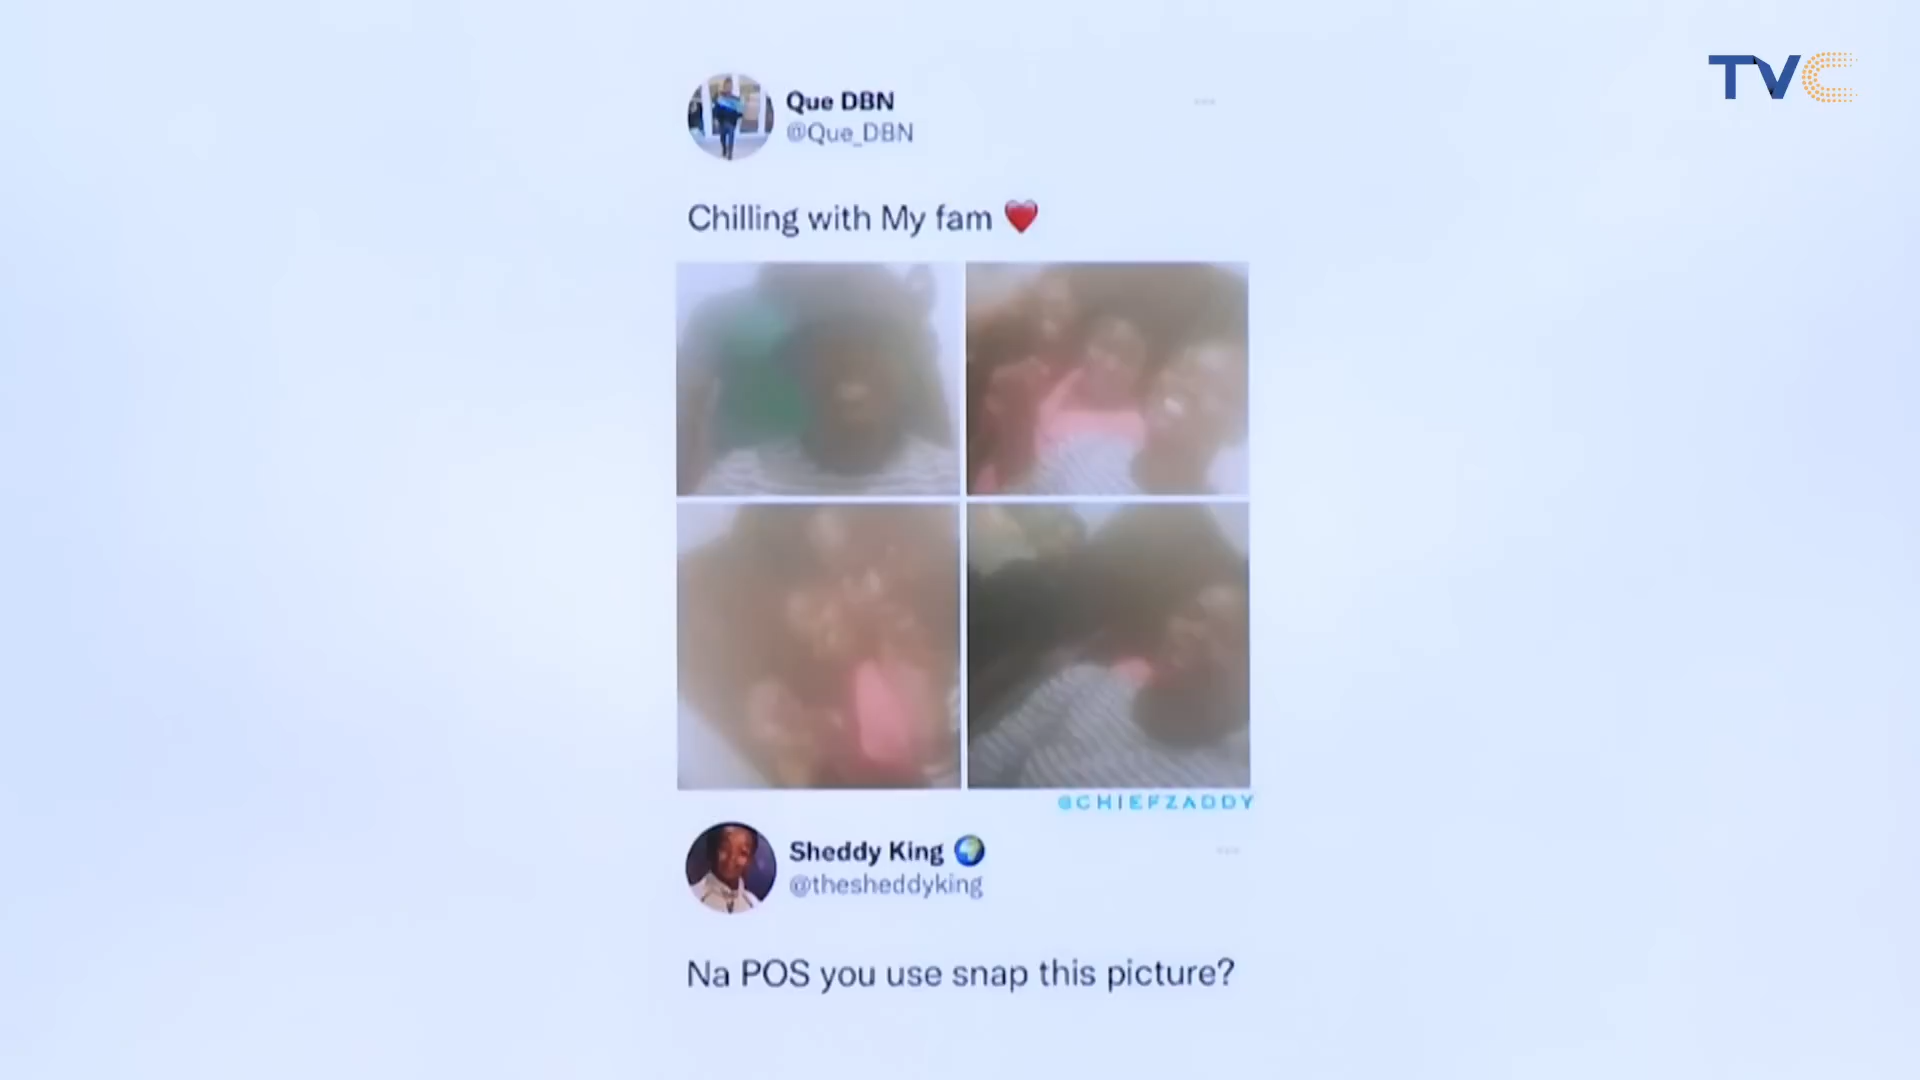 TVC
Que DBN
@Que_DBN
Chilling with My fam ❤️
@CHIEFZADDY
Sheddy King 🌍
@thesheddyking
Na POS you use snap this picture?